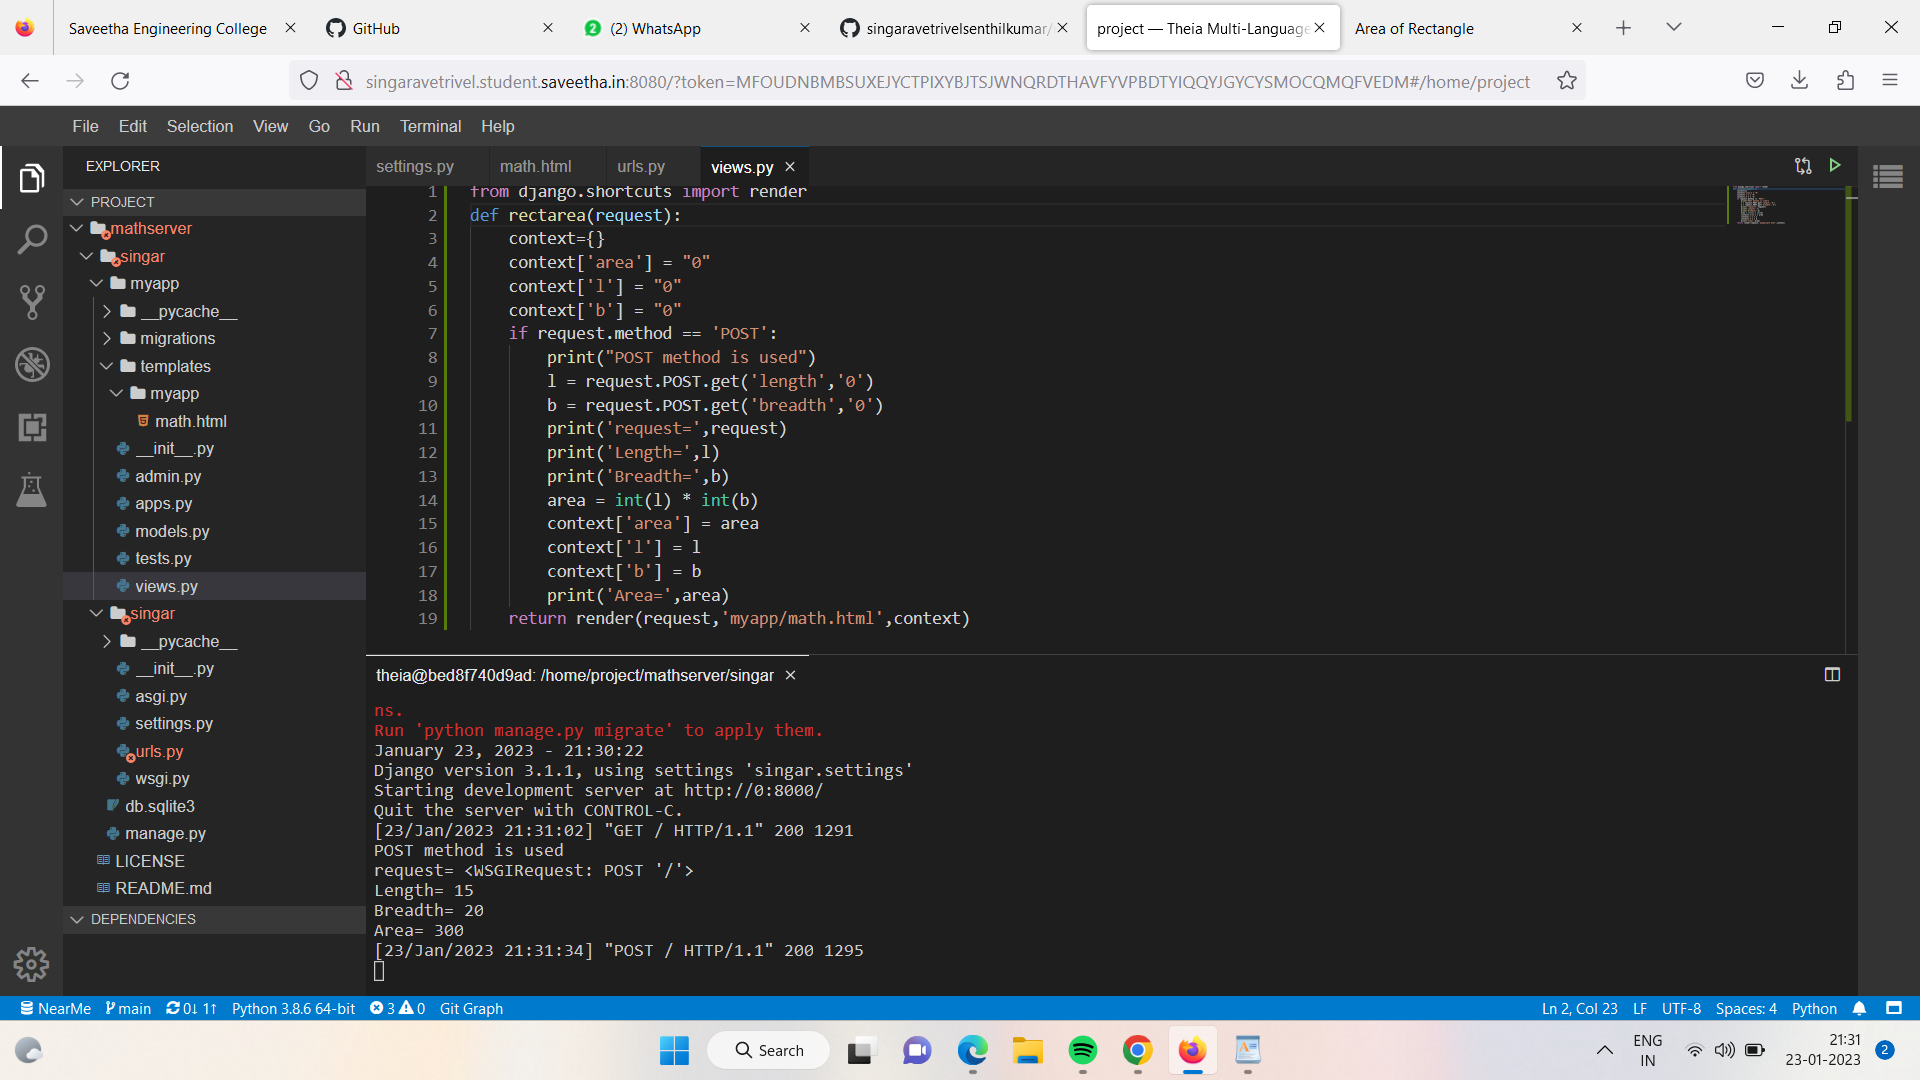 Saveetha Engineering College
GitHub
(2) WhatsApp
singaravetrivelsenthilkumar/
project — Theia Multi-Language
Area of Rectangle
singaravetrivel.student.saveetha.in:8080/?token=MFOUDNBMBSUXEJYCTPIXYBJTSJWNQRDTHAVFYVPBDTYIQQYJGYCYSMOCQMQFVEDM#/home/project
File Edit Selection View Go Run Terminal Help
EXPLORER
PROJECT
mathserver
singar
myapp
__pycache__
migrations
templates
myapp
math.html
__init__.py
admin.py
apps.py
models.py
tests.py
views.py
singar
__pycache__
__init__.py
asgi.py
settings.py
urls.py
wsgi.py
db.sqlite3
manage.py
LICENSE
README.md
DEPENDENCIES
settings.py math.html urls.py views.py
1 from django.shortcuts import render
2 def rectarea(request):
3 context={}
4 context['area'] = "0"
5 context['l'] = "0"
6 context['b'] = "0"
7 if request.method == 'POST':
8 print("POST method is used")
9 l = request.POST.get('length','0')
10 b = request.POST.get('breadth','0')
11 print('request=',request)
12 print('Length=',l)
13 print('Breadth=',b)
14 area = int(l) * int(b)
15 context['area'] = area
16 context['l'] = l
17 context['b'] = b
18 print('Area=',area)
19 return render(request,'myapp/math.html',context)
theia@bed8f740d9ad: /home/project/mathserver/singar
ns.
Run 'python manage.py migrate' to apply them.
January 23, 2023 - 21:30:22
Django version 3.1.1, using settings 'singar.settings'
Starting development server at http://0:8000/
Quit the server with CONTROL-C.
[23/Jan/2023 21:31:02] "GET / HTTP/1.1" 200 1291
POST method is used
request= <WSGIRequest: POST '/'>
Length= 15
Breadth= 20
Area= 300
[23/Jan/2023 21:31:34] "POST / HTTP/1.1" 200 1295
NearMe main 0↓ 1↑ Python 3.8.6 64-bit 3 0 Git Graph
Ln 2, Col 23 LF UTF-8 Spaces: 4 Python
Search
ENG
IN
21:31
23-01-2023
2